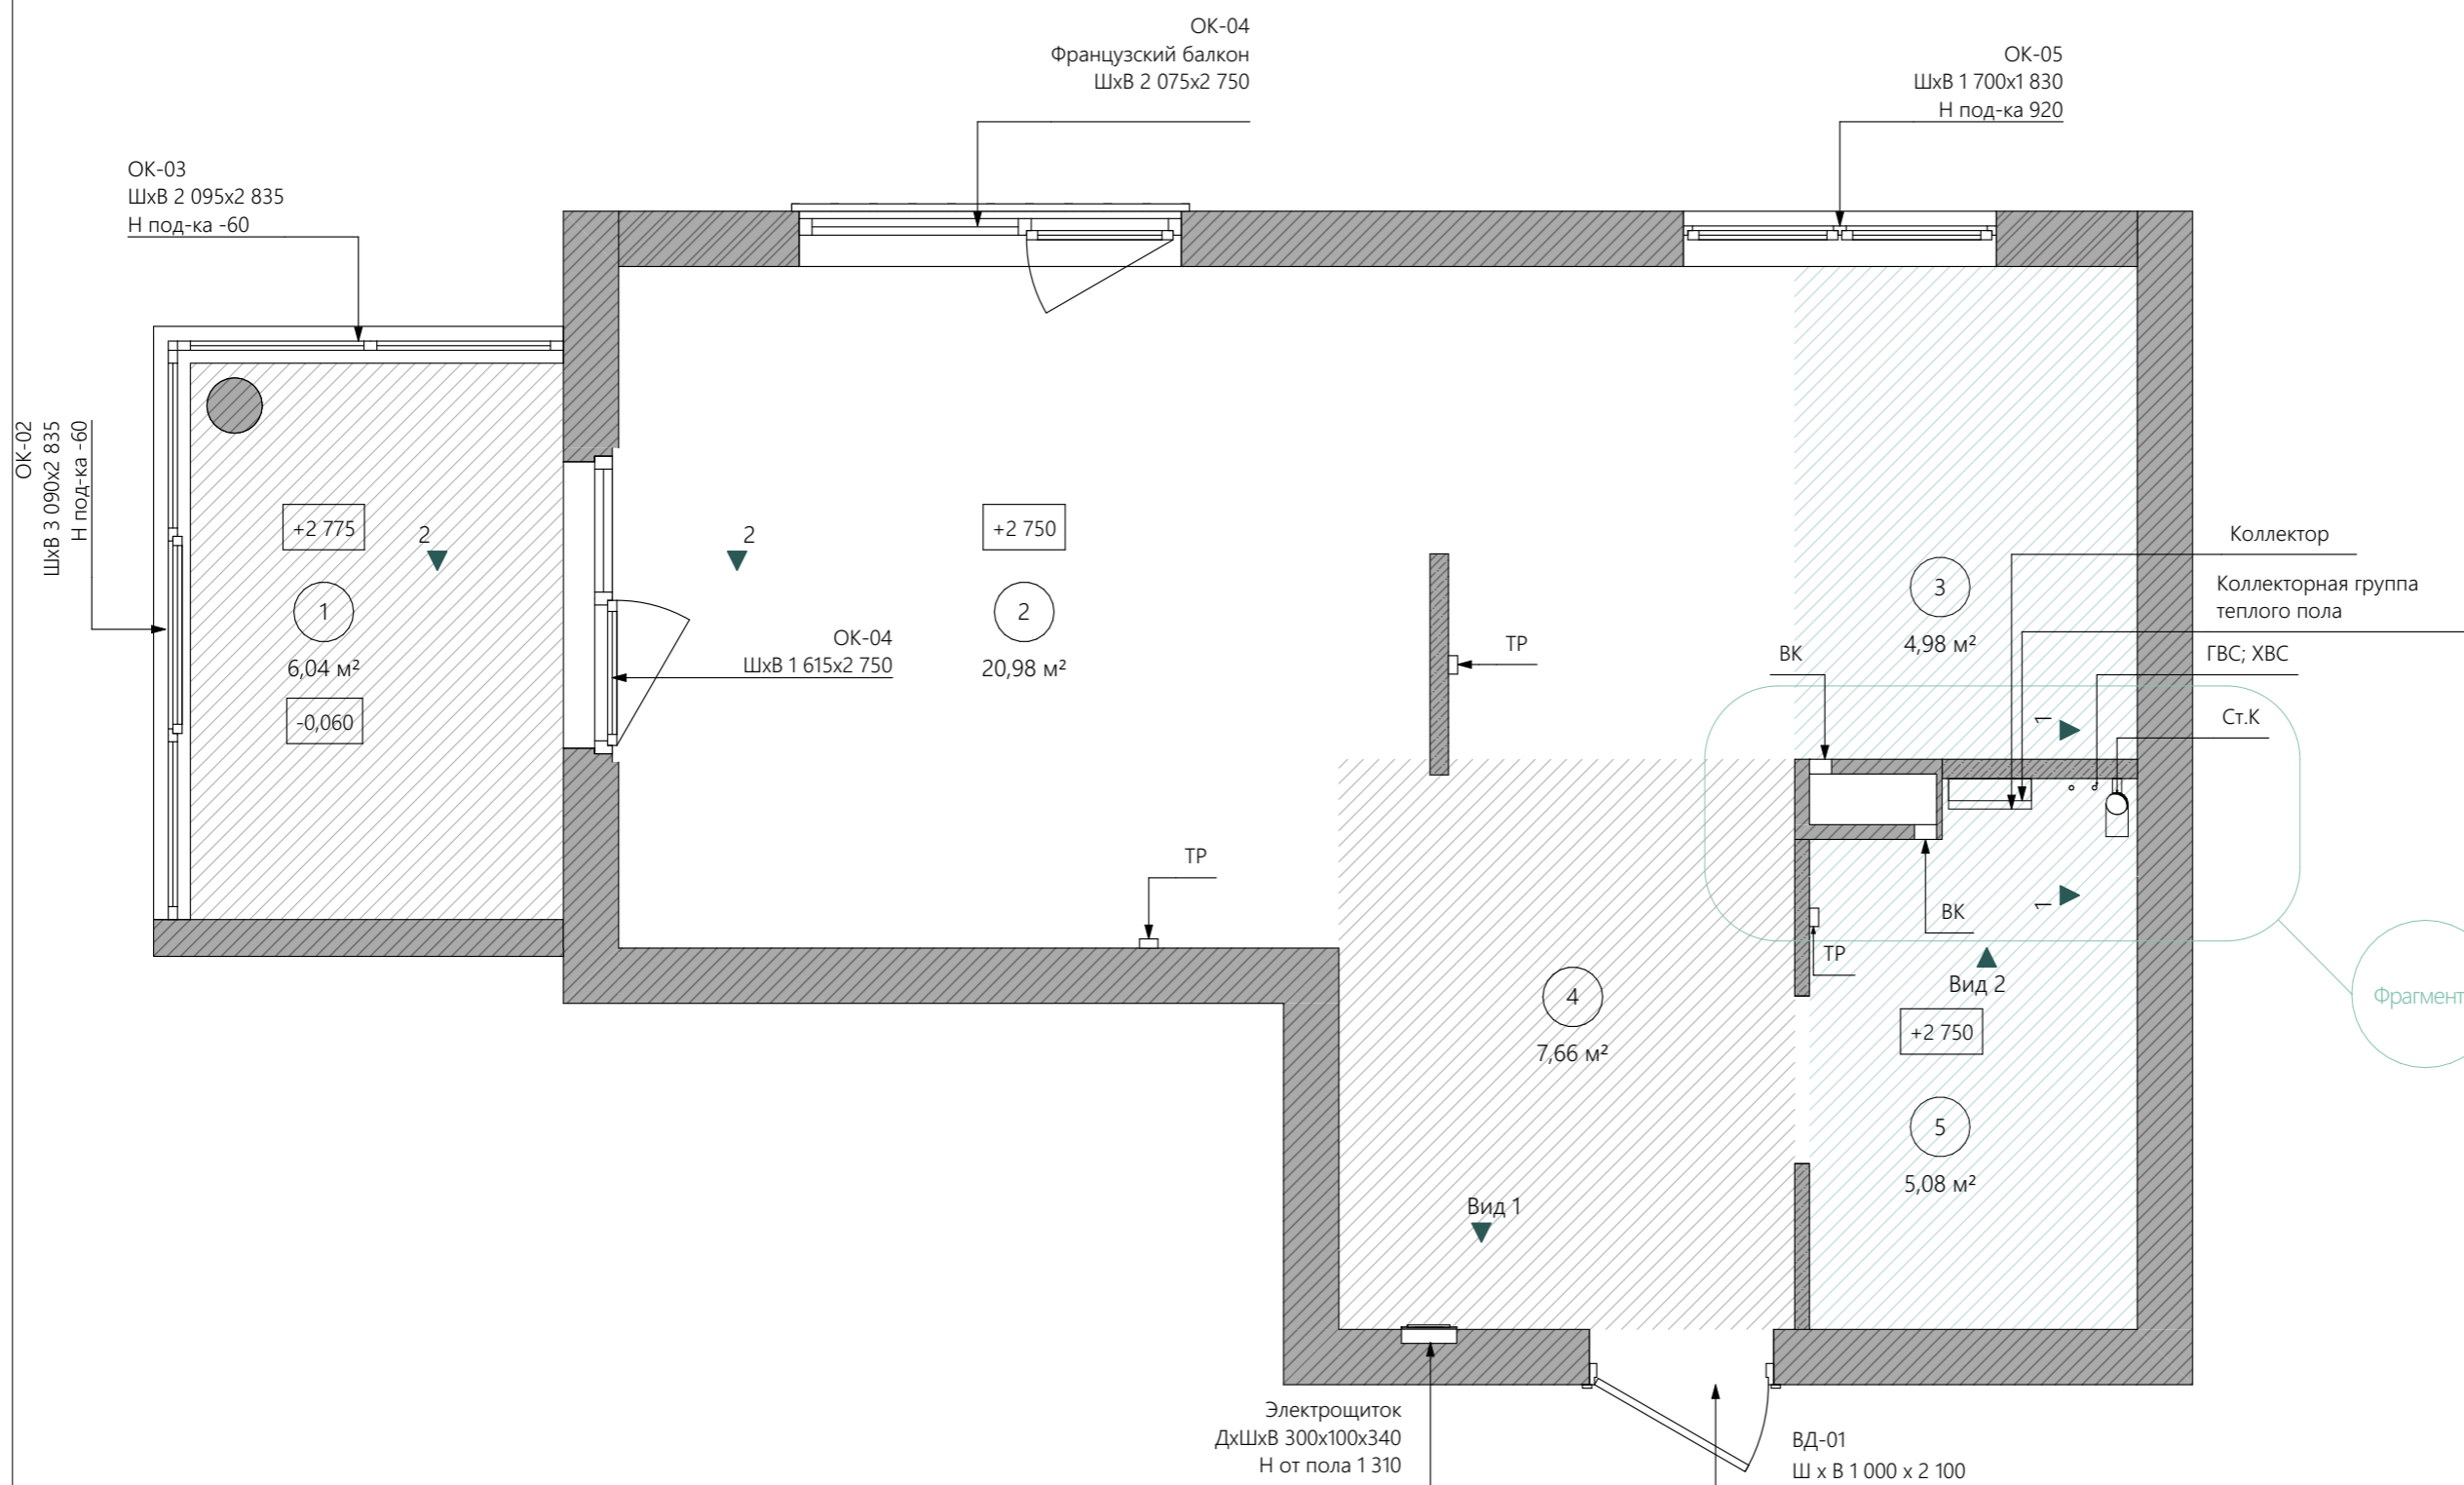 ОК-04
Французский балкон
ШхВ 2 075х2 750
ОК-05
ШхВ 1 700х1 830
Н под-ка 920
ОК-03
ШхВ 2 095х2 835
Н под-ка -60
ОК-02
ШхВ 3 090х2 835
Н под-ка -60
+2 775
2
1
6,04 м²
-0,060
2
+2 750
2
20,98 м²
ОК-04
ШхВ 1 615х2 750
ТР
ТР
3
4,98 м²
ВК
Коллектор
Коллекторная группа
теплого пола
ГВС; ХВС
Ст.К
1
1
ВК
ТР
Вид 2
Фрагмент
4
7,66 м²
+2 750
5
5,08 м²
Вид 1
Электрощиток
ДхШхВ 300х100х340
Н от пола 1 310
ВД-01
Ш х В 1 000 х 2 100